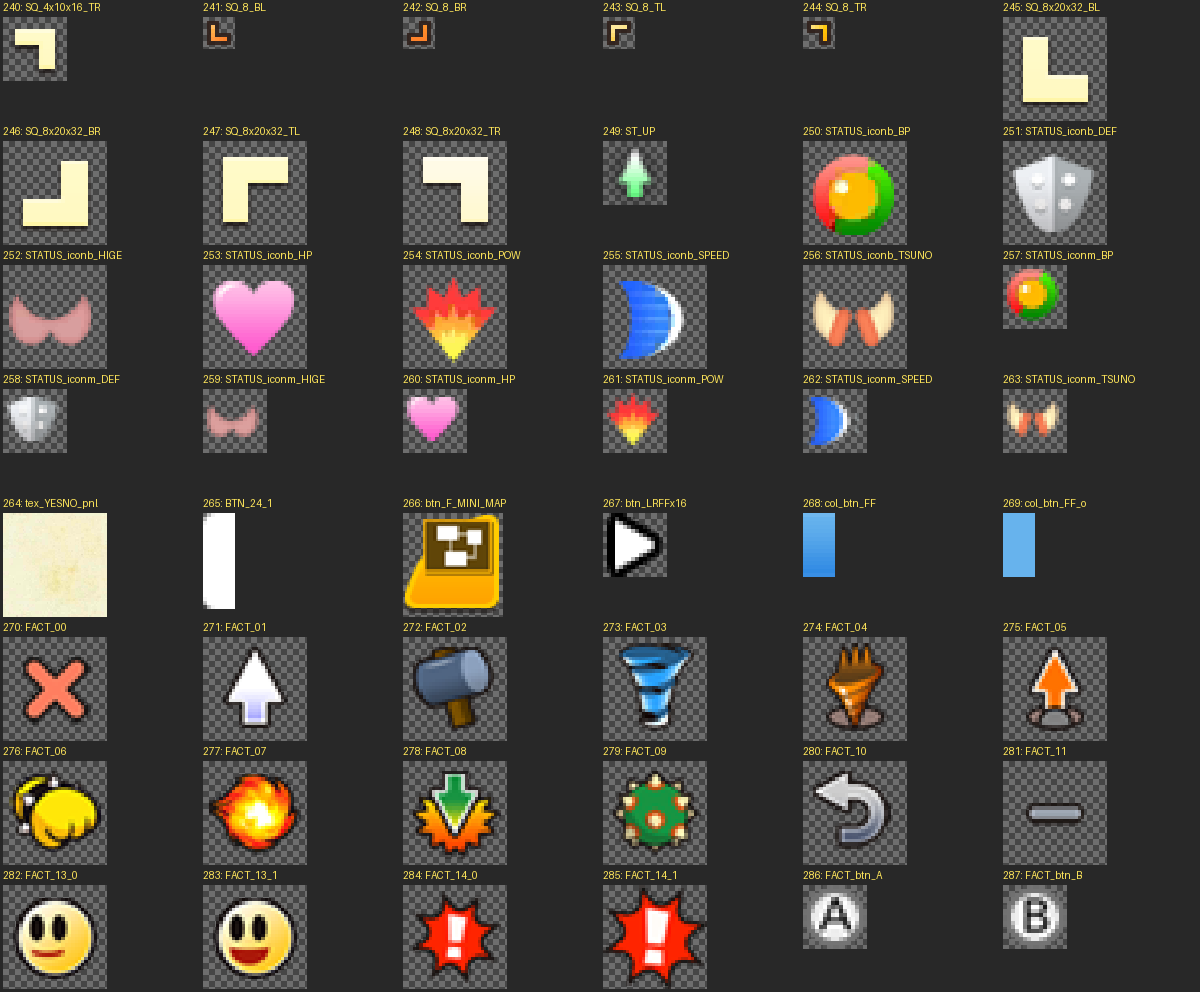 240: SQ_4x10x16_TR 241: SQ_8_BL 242: SQ_8_BR 243: SQ_8_TL 244: SQ_8_TR 245: SQ_8x20x32_BL
246: SQ_8x20x32_BR 247: SQ_8x20x32_TL 248: SQ_8x20x32_TR 249: ST_UP 250: STATUS_iconb_BP 251: STATUS_iconb_DEF
252: STATUS_iconb_HIGE 253: STATUS_iconb_HP 254: STATUS_iconb_POW 255: STATUS_iconb_SPEED 256: STATUS_iconb_TSUNO 257: STATUS_iconm_BP
258: STATUS_iconm_DEF 259: STATUS_iconm_HIGE 260: STATUS_iconm_HP 261: STATUS_iconm_POW 262: STATUS_iconm_SPEED 263: STATUS_iconm_TSUNO
264: tex_YESNO_pnl 265: BTN_24_1 266: btn_F_MINI_MAP 267: btn_LRFFx16 268: col_btn_FF 269: col_btn_FF_o
270: FACT_00 271: FACT_01 272: FACT_02 273: FACT_03 274: FACT_04 275: FACT_05
276: FACT_06 277: FACT_07 278: FACT_08 279: FACT_09 280: FACT_10 281: FACT_11
282: FACT_13_0 283: FACT_13_1 284: FACT_14_0 285: FACT_14_1 286: FACT_btn_A 287: FACT_btn_B
! ! A B